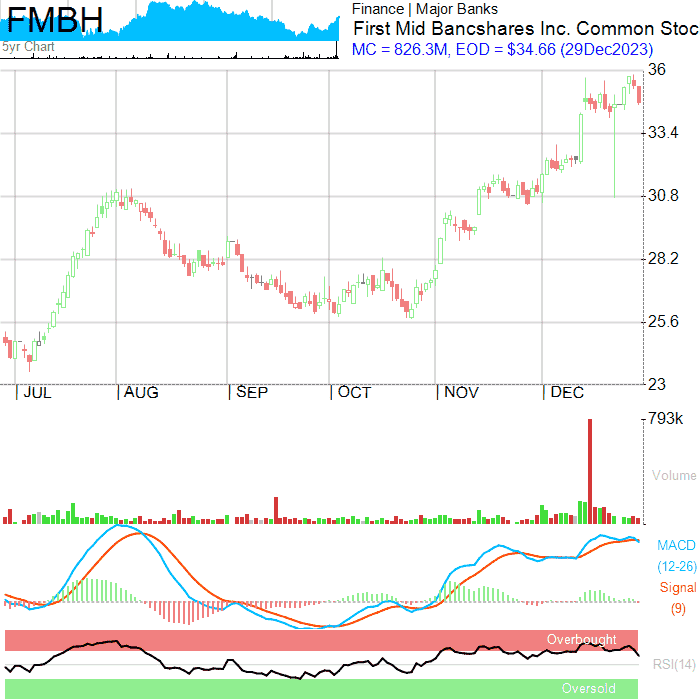 FMBH
5yr Chart
Finance | Major Banks
First Mid Bancshares Inc. Common Stoc
MC = 826.3M, EOD = $34.66 (29Dec2023)
36
33.4
30.8
28.2
25.6
23
JUL AUG SEP OCT NOV DEC
793k
Volume
MACD
(12-26)
Signal
(9)
Overbought
RSI(14)
Oversold